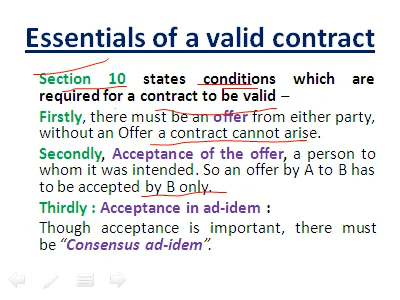 Essentials of a valid contract
Section 10 states conditions which are
required for a contract to be valid –
Firstly, there must be an offer from either party,
without an Offer a contract cannot arise.
Secondly, Acceptance of the offer, a person to
whom it was intended. So an offer by A to B has
to be accepted by B only.
Thirdly : Acceptance in ad-idem :
Though acceptance is important, there must
be “Consensus ad-idem”.